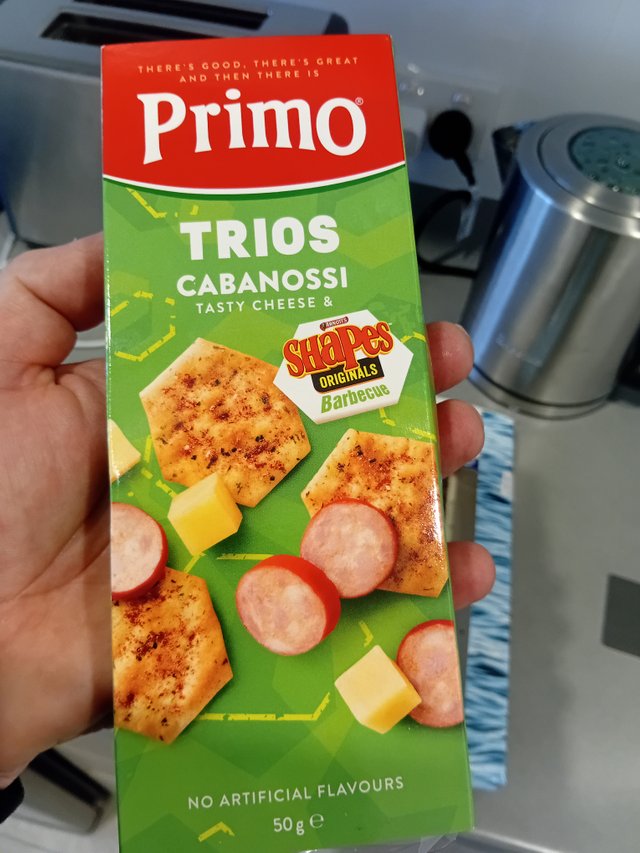 THERE'S GOOD, THERE'S GREAT
AND THEN THERE IS
Primo®
TRIOS
CABANOSSI
TASTY CHEESE &
ARNOTT'S
SHAPES
ORIGINALS
Barbecue
NO ARTIFICIAL FLAVOURS
50g ℮